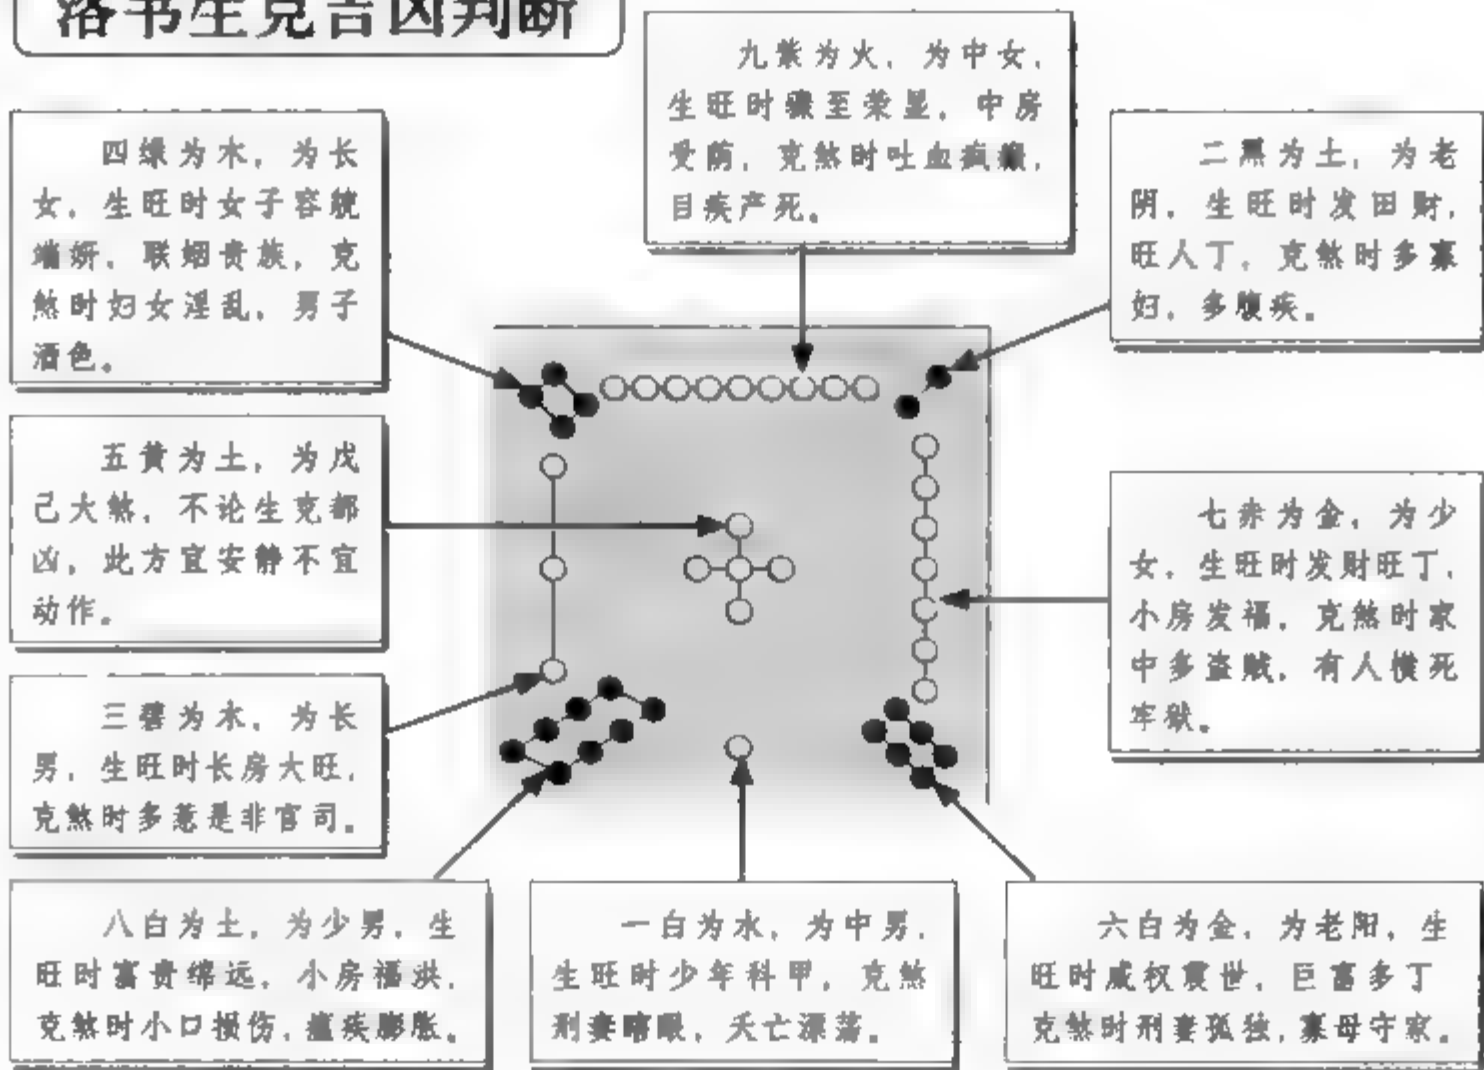 洛书生克吉凶判断
九紫为火，为中女，
生旺时骤至荣显，中房
受荫，克煞时吐血疯癫，
目疾产死。
四绿为木，为长
女，生旺时女子容貌
端妍，联姻贵族，克
煞时妇女淫乱，男子
酒色。
二黑为土，为老
阴，生旺时发田财，
旺人丁，克煞时多寡
妇，多腹疾。
五黄为土，为戊
己大煞，不论生克都
凶，此方宜安静不宜
动作。
七赤为金，为少
女，生旺时发财旺丁，
小房发福，克煞时家
中多盗贼，有人横死
牢狱。
三碧为木，为长
男，生旺时长房大旺，
克煞时多惹是非官司。
八白为土，为少男，生
旺时富贵绵远，小房福洪，
克煞时小口损伤，瘟疾膨胀。
一白为水，为中男，
生旺时少年科甲，克煞
刑妻瞎眼，夭亡漂荡。
六白为金，为老阳，生
旺时威权震世，巨富多丁
克煞时刑妻孤独，寡母守家。